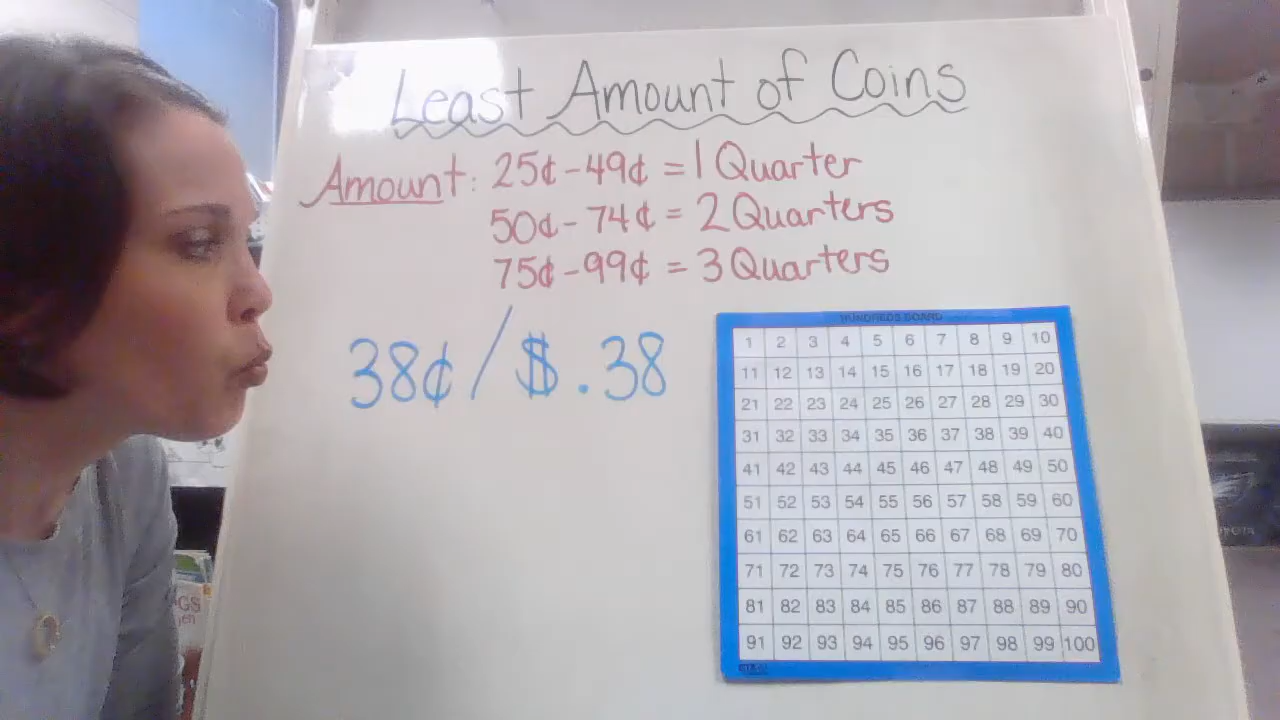 Least Amount of Coins
Amount: 25¢ - 49¢ = 1 Quarter
50¢ - 74¢ = 2 Quarters
75¢ - 99¢ = 3 Quarters
38¢ / $.38
HUNDREDS BOARD
1 2 3 4 5 6 7 8 9 10
11 12 13 14 15 16 17 18 19 20
21 22 23 24 25 26 27 28 29 30
31 32 33 34 35 36 37 38 39 40
41 42 43 44 45 46 47 48 49 50
51 52 53 54 55 56 57 58 59 60
61 62 63 64 65 66 67 68 69 70
71 72 73 74 75 76 77 78 79 80
81 82 83 84 85 86 87 88 89 90
91 92 93 94 95 96 97 98 99 100